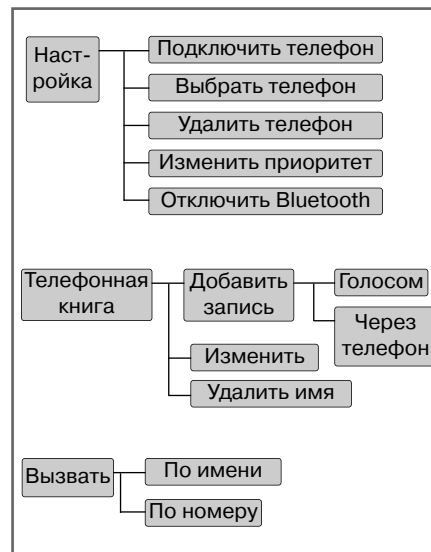 Наст-
ройка
Подключить телефон
Выбрать телефон
Удалить телефон
Изменить приоритет
Отключить Bluetooth
Телефонная
книга
Добавить
запись
Голосом
Через
телефон
Изменить
Удалить имя
Вызвать
По имени
По номеру